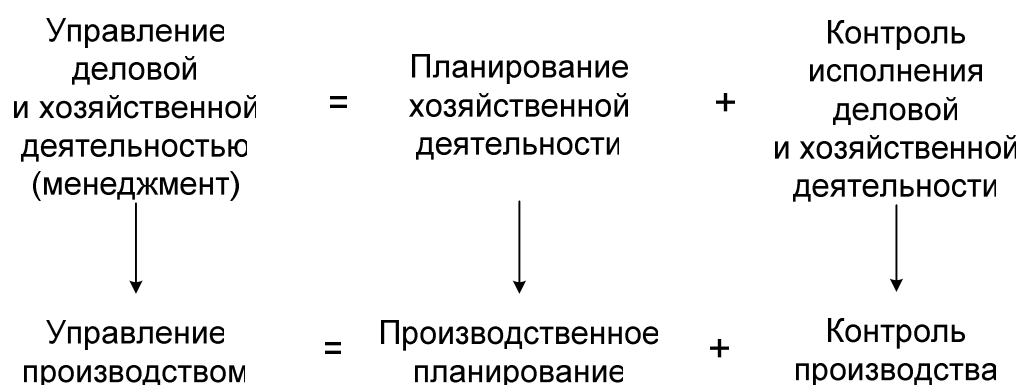 Управление
деловой
и хозяйственной
деятельностью
(менеджмент)
=
Планирование
хозяйственной
деятельности
+
Контроль
исполнения
деловой
и хозяйственной
деятельности
Управление
производством
=
Производственное
планирование
+
Контроль
производства